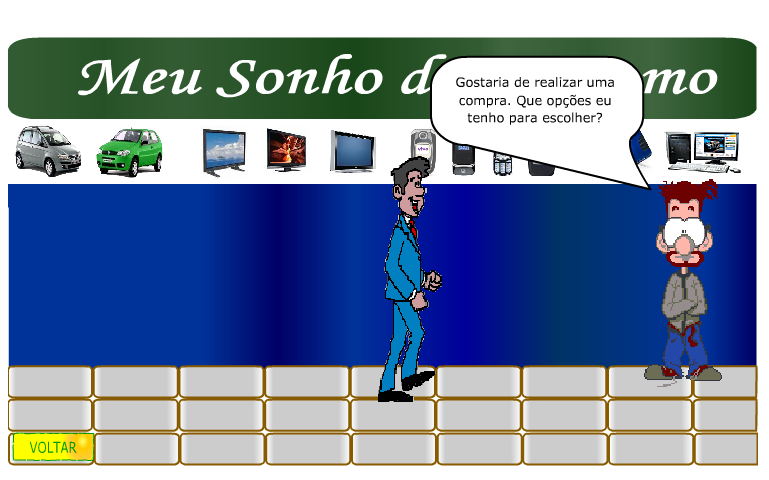 Meu Sonho d mo
Gostaria de realizar uma
compra. Que opções eu
tenho para escolher?
VOLTAR